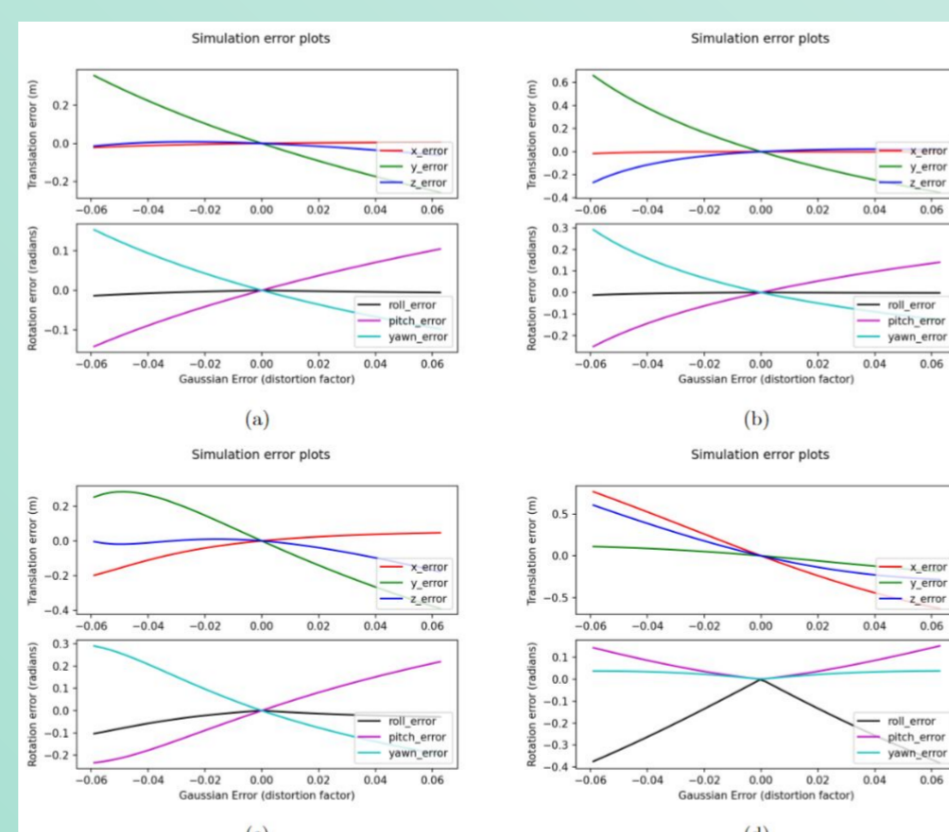 Simulation error plots
Translation error (m)
0.2
0.0
−0.2
x_error
y_error
z_error
−0.06 −0.04 −0.02 0.00 0.02 0.04 0.06
Rotation error (radians)
0.1
0.0
−0.1
roll_error
pitch_error
yawn_error
−0.06 −0.04 −0.02 0.00 0.02 0.04 0.06
Gaussian Error (distortion factor)
(a)
Simulation error plots
Translation error (m)
0.6
0.4
0.2
0.0
−0.2
−0.4
x_error
y_error
z_error
−0.06 −0.04 −0.02 0.00 0.02 0.04 0.06
Rotation error (radians)
0.3
0.2
0.1
0.0
−0.1
−0.2
roll_error
pitch_error
yawn_error
−0.06 −0.04 −0.02 0.00 0.02 0.04 0.06
Gaussian Error (distortion factor)
(b)
Simulation error plots
Translation error (m)
0.2
0.0
−0.2
−0.4
x_error
y_error
z_error
−0.06 −0.04 −0.02 0.00 0.02 0.04 0.06
Rotation error (radians)
0.3
0.2
0.1
0.0
−0.1
−0.2
roll_error
pitch_error
yawn_error
−0.06 −0.04 −0.02 0.00 0.02 0.04 0.06
Gaussian Error (distortion factor)
Simulation error plots
Translation error (m)
0.5
0.0
−0.5
x_error
y_error
z_error
−0.06 −0.04 −0.02 0.00 0.02 0.04 0.06
Rotation error (radians)
0.1
0.0
−0.1
−0.2
−0.3
−0.4
roll_error
pitch_error
yawn_error
−0.06 −0.04 −0.02 0.00 0.02 0.04 0.06
Gaussian Error (distortion factor)